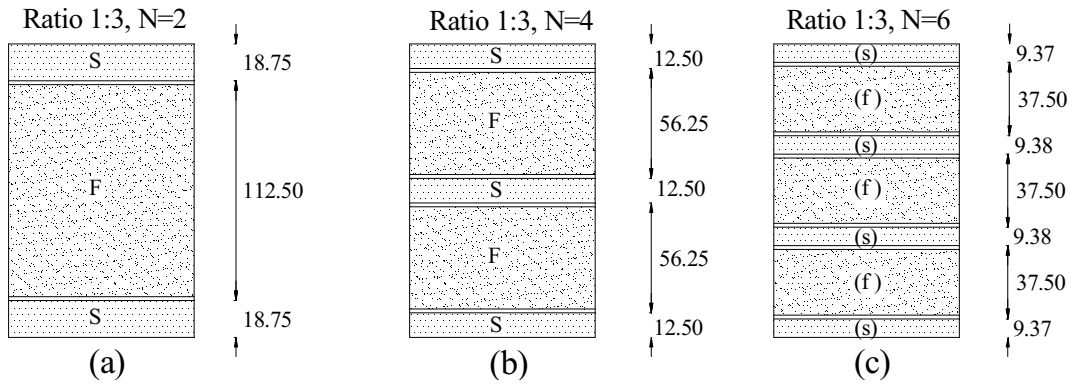 Ratio 1:3, N=2
S
18.75
F
112.50
S
18.75
(a)
Ratio 1:3, N=4
S
12.50
F
56.25
S
12.50
F
56.25
S
12.50
(b)
Ratio 1:3, N=6
(s)
9.37
(f )
37.50
(s)
9.38
(f )
37.50
(s)
9.38
(f )
37.50
(s)
9.37
(c)